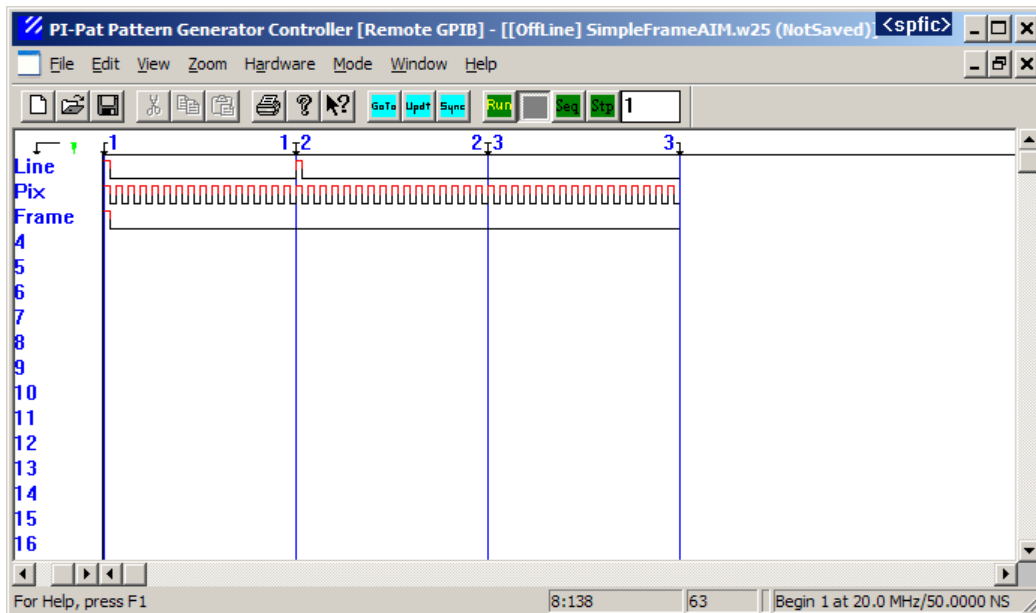 PI-Pat Pattern Generator Controller [Remote GPIB] - [[OffLine] SimpleFrameAIM.w25 (NotSaved)] <spfic>
File Edit View Zoom Hardware Mode Window Help
GoTo Updt Sync Run Seq Stp 1
1 1 2 2 3 3
Line
Pix
Frame
4
5
6
7
8
9
10
11
12
13
14
15
16
For Help, press F1 8:138 63 Begin 1 at 20.0 MHz/50.0000 NS